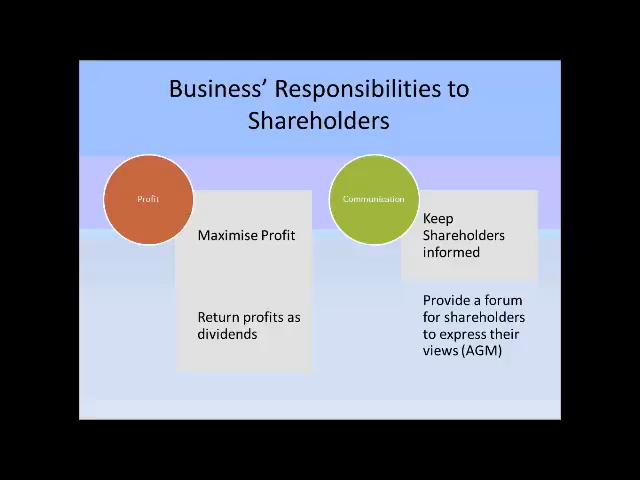 Business’ Responsibilities to
Shareholders
Profit
Maximise Profit
Return profits as
dividends
Communication
Keep
Shareholders
informed
Provide a forum
for shareholders
to express their
views (AGM)